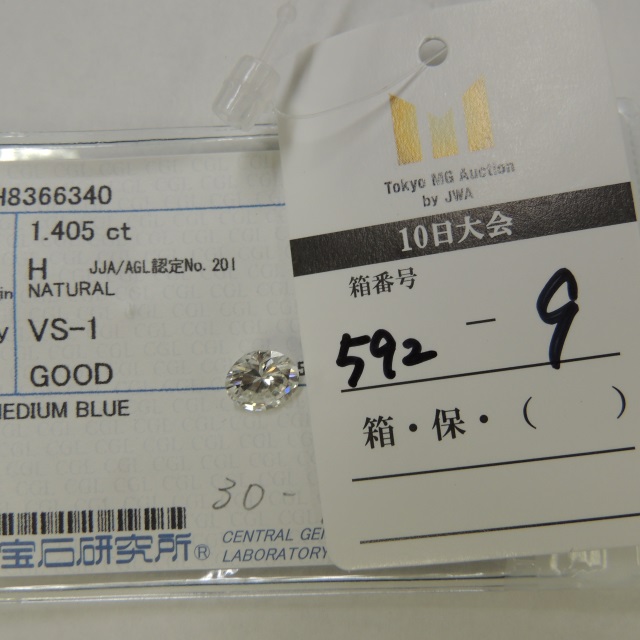 H8366340
1.405 ct
H JJA/AGL認定No.201
in NATURAL
y VS-1
GOOD
MEDIUM BLUE
30-
宝石研究所®
CENTRAL GE
LABORATORY
Tokyo MG Auction
by JWA
10日大会
箱番号
592 - 9
箱・保・( )